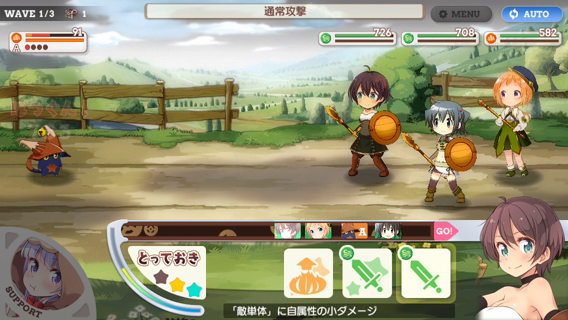 WAVE 1/3
1
通常攻撃
MENU
AUTO
91
A
726
708
582
A
GO!
とっておき
SUPPORT
「敵単体」に自属性の小ダメージ